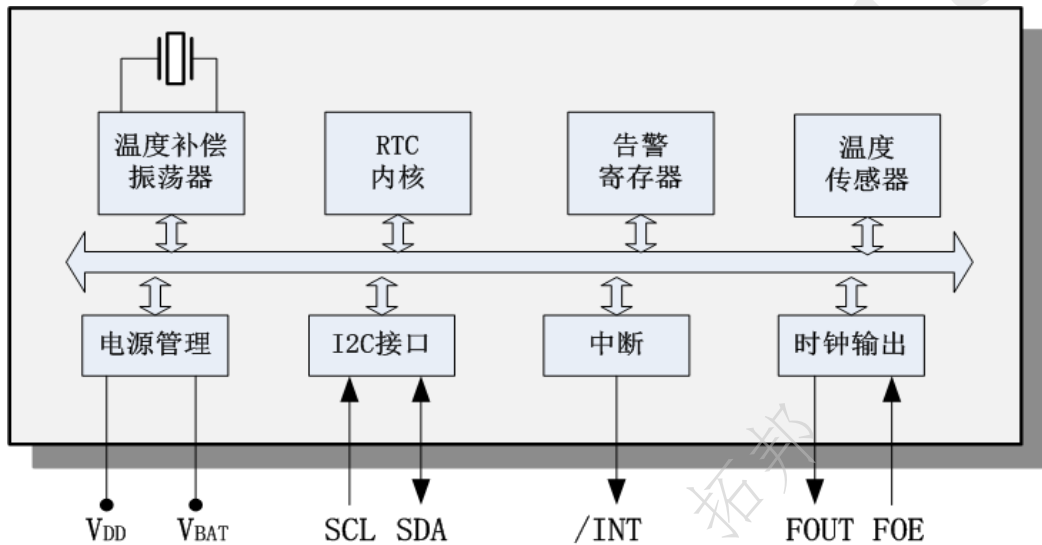 温度补偿
振荡器
RTC
内核
告警
寄存器
温度
传感器
电源管理
I2C接口
中断
时钟输出
VDD
VBAT
SCL
SDA
/INT
FOUT
FOE
拓邦